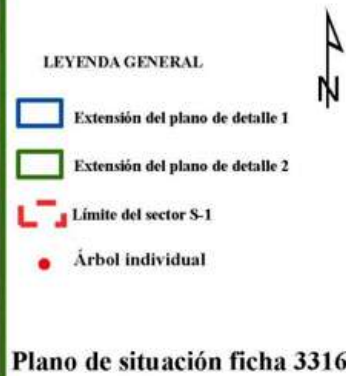 LEYENDA GENERAL
N
Extensión del plano de detalle 1
Extensión del plano de detalle 2
Límite del sector S-1
Árbol individual
Plano de situación ficha 3316